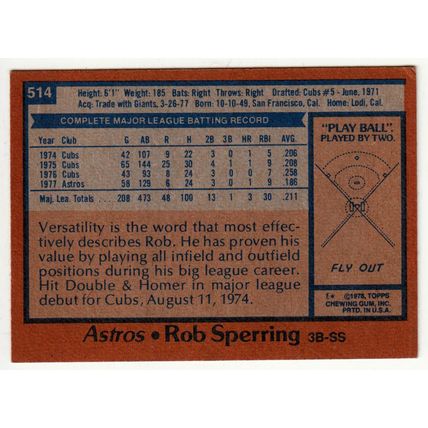 514
Height: 6'1" Weight: 185 Bats: Right Throws: Right Drafted: Cubs #5 - June, 1971
Acq: Trade with Giants, 3-26-77 Born: 10-10-49, San Francisco, Cal. Home: Lodi, Cal.
COMPLETE MAJOR LEAGUE BATTING RECORD
Year Club G AB R H 2B 3B HR RBI AVG.
1974 Cubs 42 107 9 22 3 0 1 5 .206
1975 Cubs 65 144 25 30 4 1 1 9 .208
1976 Cubs 43 93 8 24 3 0 0 7 .258
1977 Astros 58 129 6 24 3 0 1 9 .186
Maj. Lea. Totals 208 473 48 100 13 1 3 30 .211
Versatility is the word that most effec-
tively describes Rob. He has proven his
value by playing all infield and out-
field positions during his big league career.
Hit Double & Homer in major league
debut for Cubs, August 11, 1974.
"PLAY BALL"
PLAYED BY TWO.
FLY OUT
E* ©1978, TOPPS
CHEWING GUM, INC.
PRTD. IN U.S.A.
Astros • Rob Sperring 3B-SS